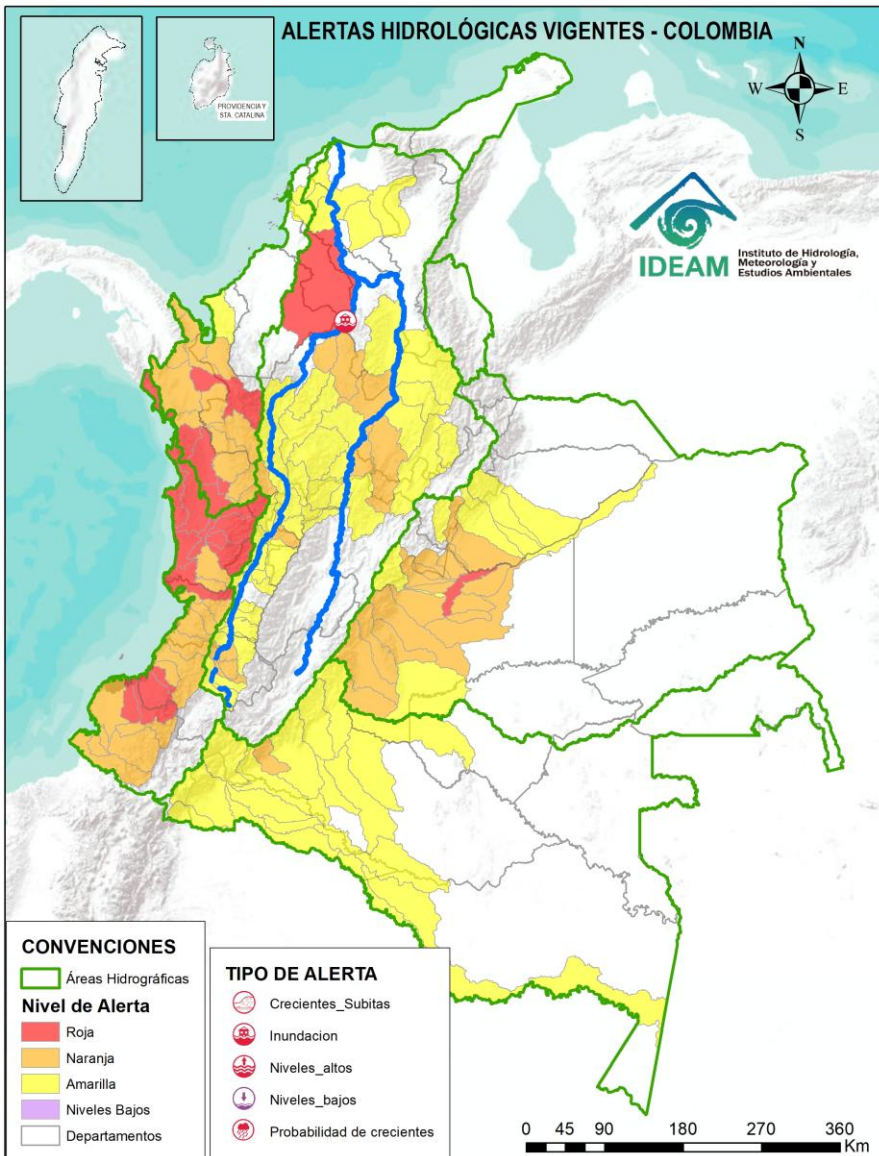 ALERTAS HIDROLÓGICAS VIGENTES - COLOMBIA
PROVIDENCIA Y
STA. CATALINA
N
W
E
S
IDEAM
Instituto de Hidrología,
Meteorología y
Estudios Ambientales
CONVENCIONES
Áreas Hidrográficas
Nivel de Alerta
Roja
Naranja
Amarilla
Niveles Bajos
Departamentos
TIPO DE ALERTA
Crecientes_Subitas
Inundacion
Niveles_altos
Niveles_bajos
Probabilidad de crecientes
0 45 90 180 270 360
Km